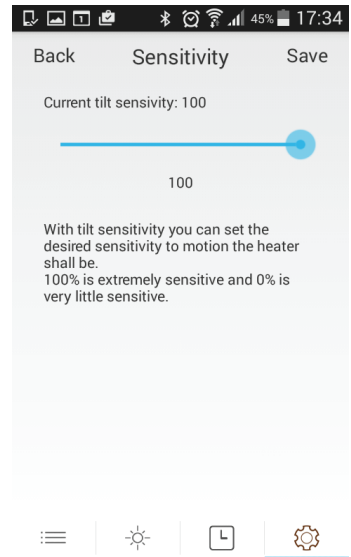 1 45% 17:34
Back Sensitivity Save
Current tilt sensivity: 100
100
With tilt sensitivity you can set the
desired sensitivity to motion the heater
shall be.
100% is extremely sensitive and 0% is
very little sensitive.